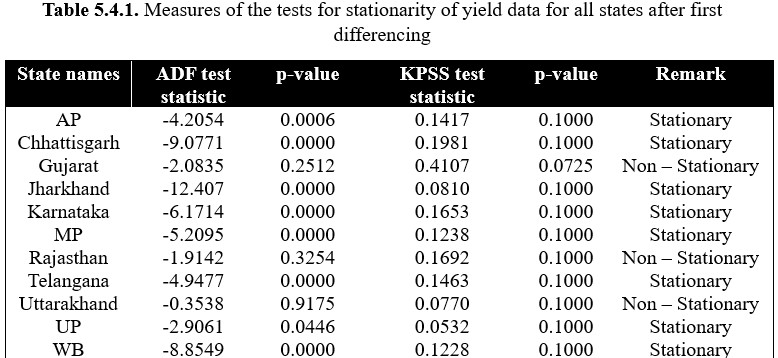 Table 5.4.1. Measures of the tests for stationarity of yield data for all states after first
differencing
State names ADF test statistic p-value KPSS test statistic p-value Remark
AP -4.2054 0.0006 0.1417 0.1000 Stationary
Chhattisgarh -9.0771 0.0000 0.1981 0.1000 Stationary
Gujarat -2.0835 0.2512 0.4107 0.0725 Non – Stationary
Jharkhand -12.407 0.0000 0.0810 0.1000 Stationary
Karnataka -6.1714 0.0000 0.1653 0.1000 Stationary
MP -5.2095 0.0000 0.1238 0.1000 Stationary
Rajasthan -1.9142 0.3254 0.1692 0.1000 Non – Stationary
Telangana -4.9477 0.0000 0.1463 0.1000 Stationary
Uttarakhand -0.3538 0.9175 0.0770 0.1000 Non – Stationary
UP -2.9061 0.0446 0.0532 0.1000 Stationary
WB -8.8549 0.0000 0.1228 0.1000 Stationary